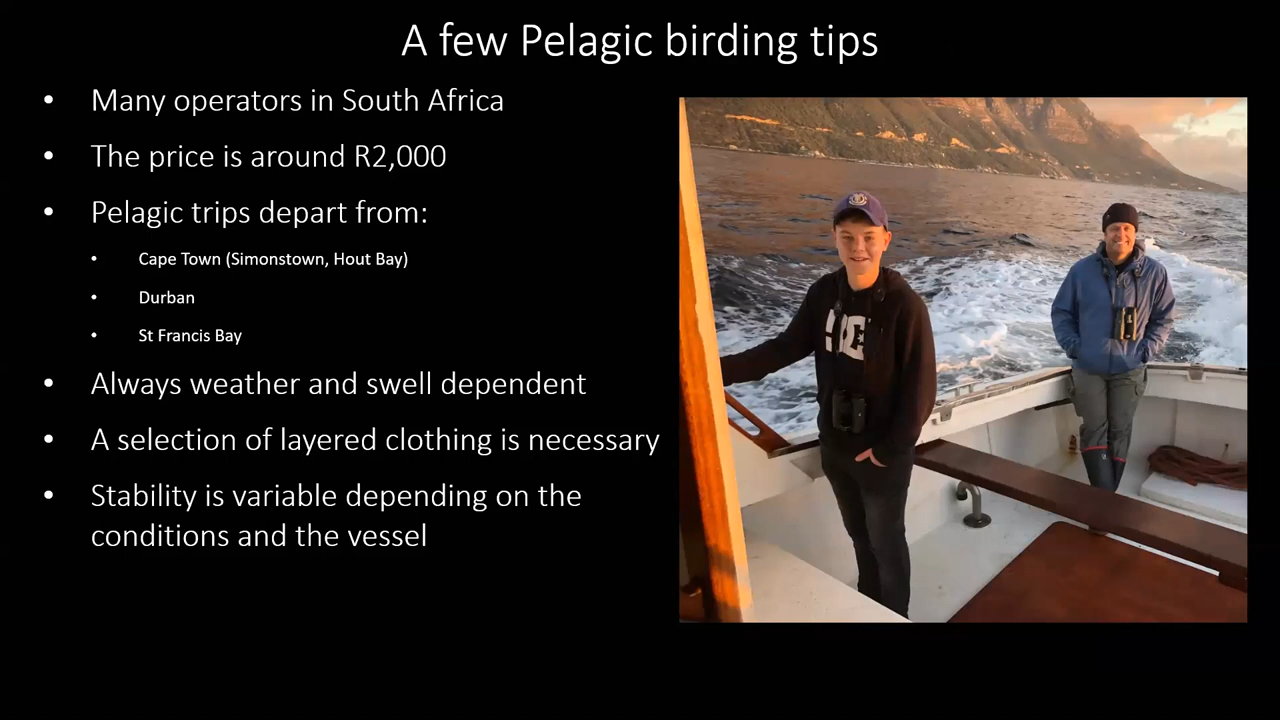 A few Pelagic birding tips
• Many operators in South Africa
• The price is around R2,000
• Pelagic trips depart from:
• Cape Town (Simonstown, Hout Bay)
• Durban
• St Francis Bay
• Always weather and swell dependent
• A selection of layered clothing is necessary
• Stability is variable depending on the
conditions and the vessel